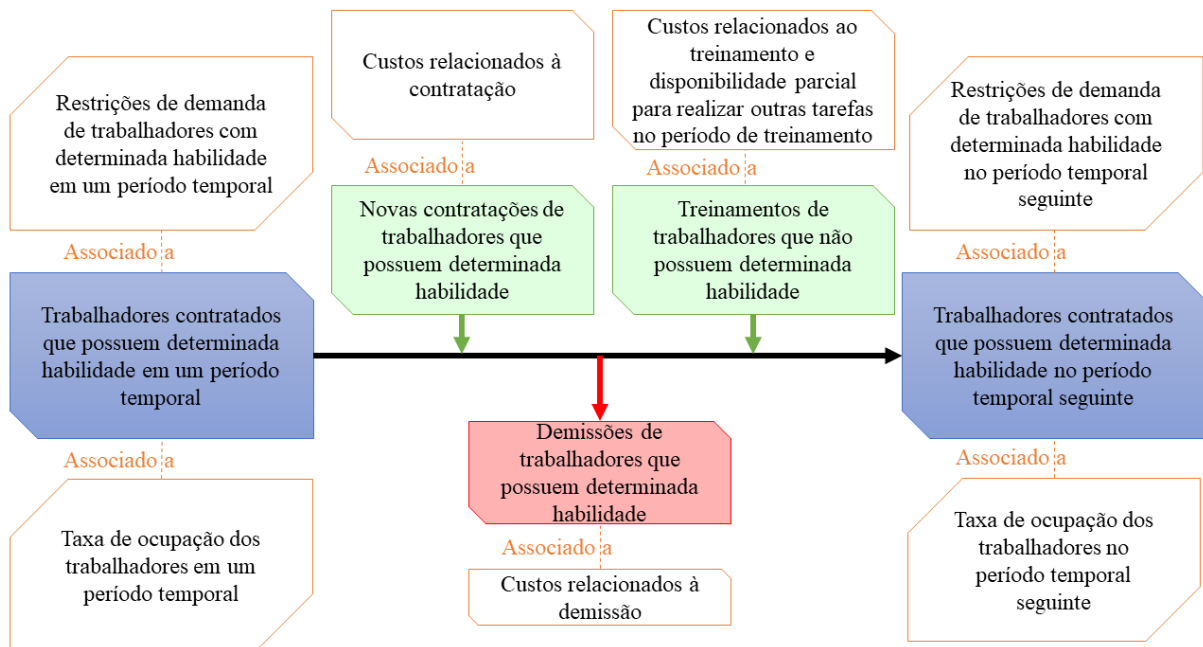 Restrições de demanda
de trabalhadores com
determinada habilidade
em um período temporal
Associado a
Trabalhadores contratados
que possuem determinada
habilidade em um período
temporal
Associado a
Taxa de ocupação dos
trabalhadores em um
período temporal
Custos relacionados à
contratação
Associado a
Novas contratações de
trabalhadores que
possuem determinada
habilidade
Custos relacionados ao
treinamento e
disponibilidade parcial
para realizar outras tarefas
no período de treinamento
Associado a
Treinamentos de
trabalhadores que não
possuem determinada
habilidade
Demissões de
trabalhadores que
possuem determinada
habilidade
Associado a
Custos relacionados à
demissão
Restrições de demanda
de trabalhadores com
determinada habilidade
no período temporal
seguinte
Associado a
Trabalhadores contratados
que possuem determinada
habilidade no período
temporal seguinte
Associado a
Taxa de ocupação dos
trabalhadores no
período temporal
seguinte